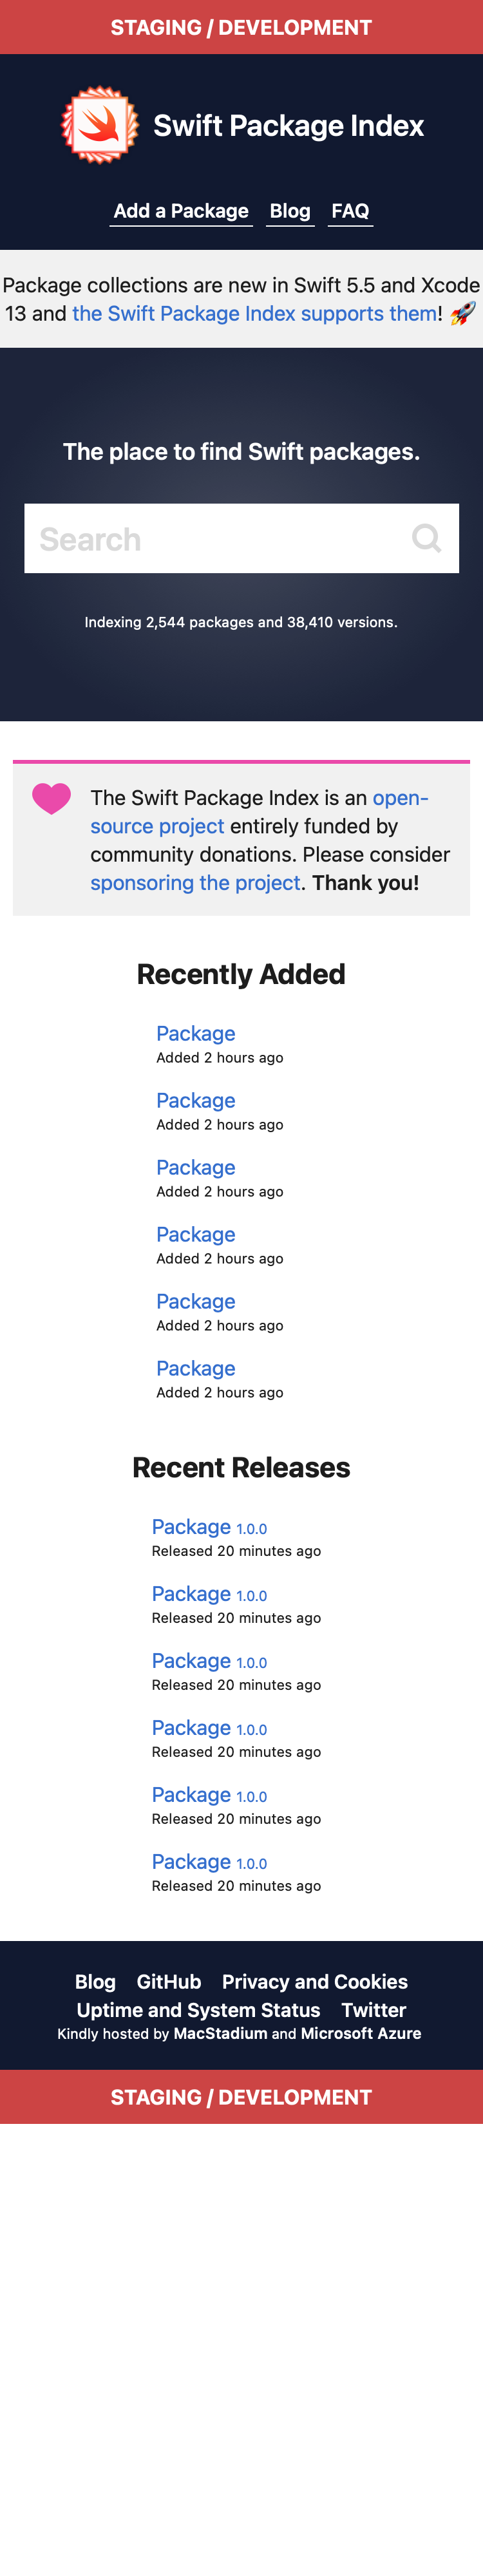 STAGING / DEVELOPMENT
Swift Package Index
Add a Package Blog FAQ
Package collections are new in Swift 5.5 and Xcode
13 and the Swift Package Index supports them! 🚀
The place to find Swift packages.
Search
Indexing 2,544 packages and 38,410 versions.
The Swift Package Index is an open-
source project entirely funded by
community donations. Please consider
sponsoring the project. Thank you!
Recently Added
Package
Added 2 hours ago
Package
Added 2 hours ago
Package
Added 2 hours ago
Package
Added 2 hours ago
Package
Added 2 hours ago
Package
Added 2 hours ago
Recent Releases
Package 1.0.0
Released 20 minutes ago
Package 1.0.0
Released 20 minutes ago
Package 1.0.0
Released 20 minutes ago
Package 1.0.0
Released 20 minutes ago
Package 1.0.0
Released 20 minutes ago
Package 1.0.0
Released 20 minutes ago
Blog GitHub Privacy and Cookies
Uptime and System Status Twitter
Kindly hosted by MacStadium and Microsoft Azure
STAGING / DEVELOPMENT